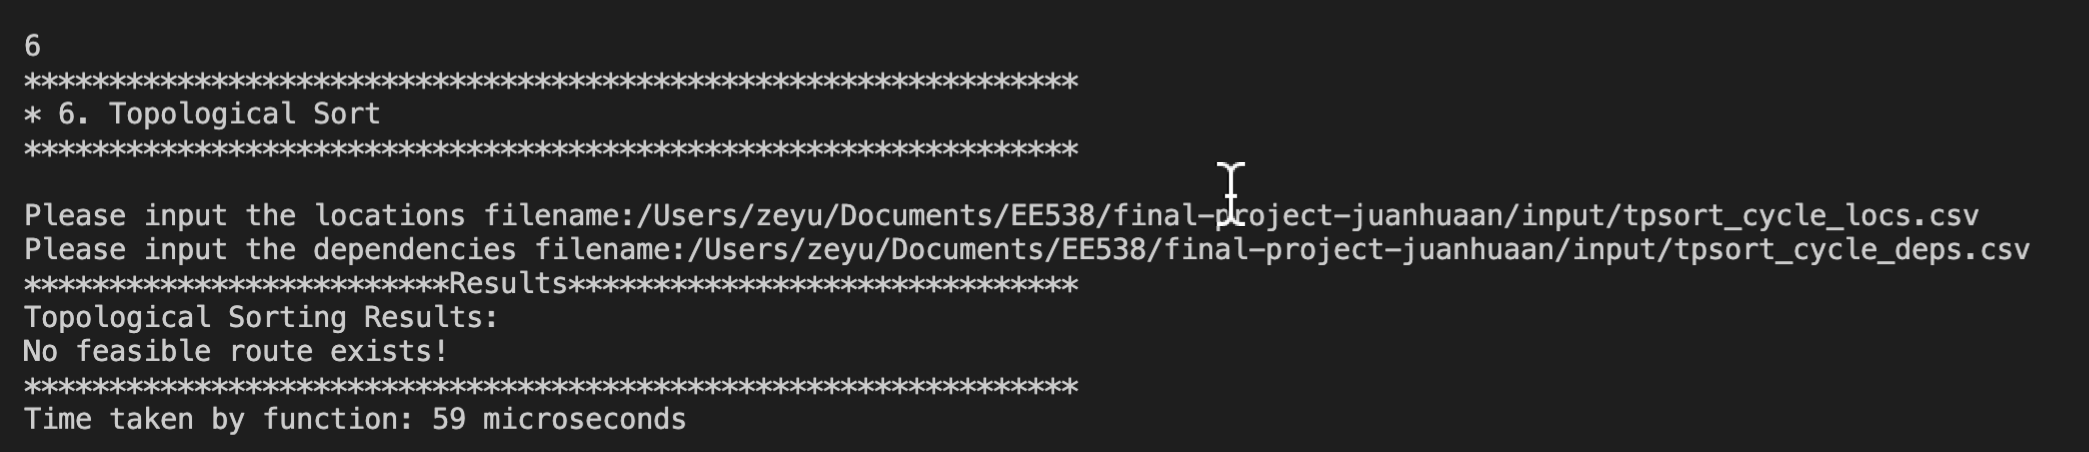 6
**************************************************************
* 6. Topological Sort
**************************************************************
Please input the locations filename:/Users/zeyu/Documents/EE538/final-project-juanhuaan/input/tpsort_cycle_locs.csv
Please input the dependencies filename:/Users/zeyu/Documents/EE538/final-project-juanhuaan/input/tpsort_cycle_deps.csv
*************************Results******************************
Topological Sorting Results:
No feasible route exists!
**************************************************************
Time taken by function: 59 microseconds